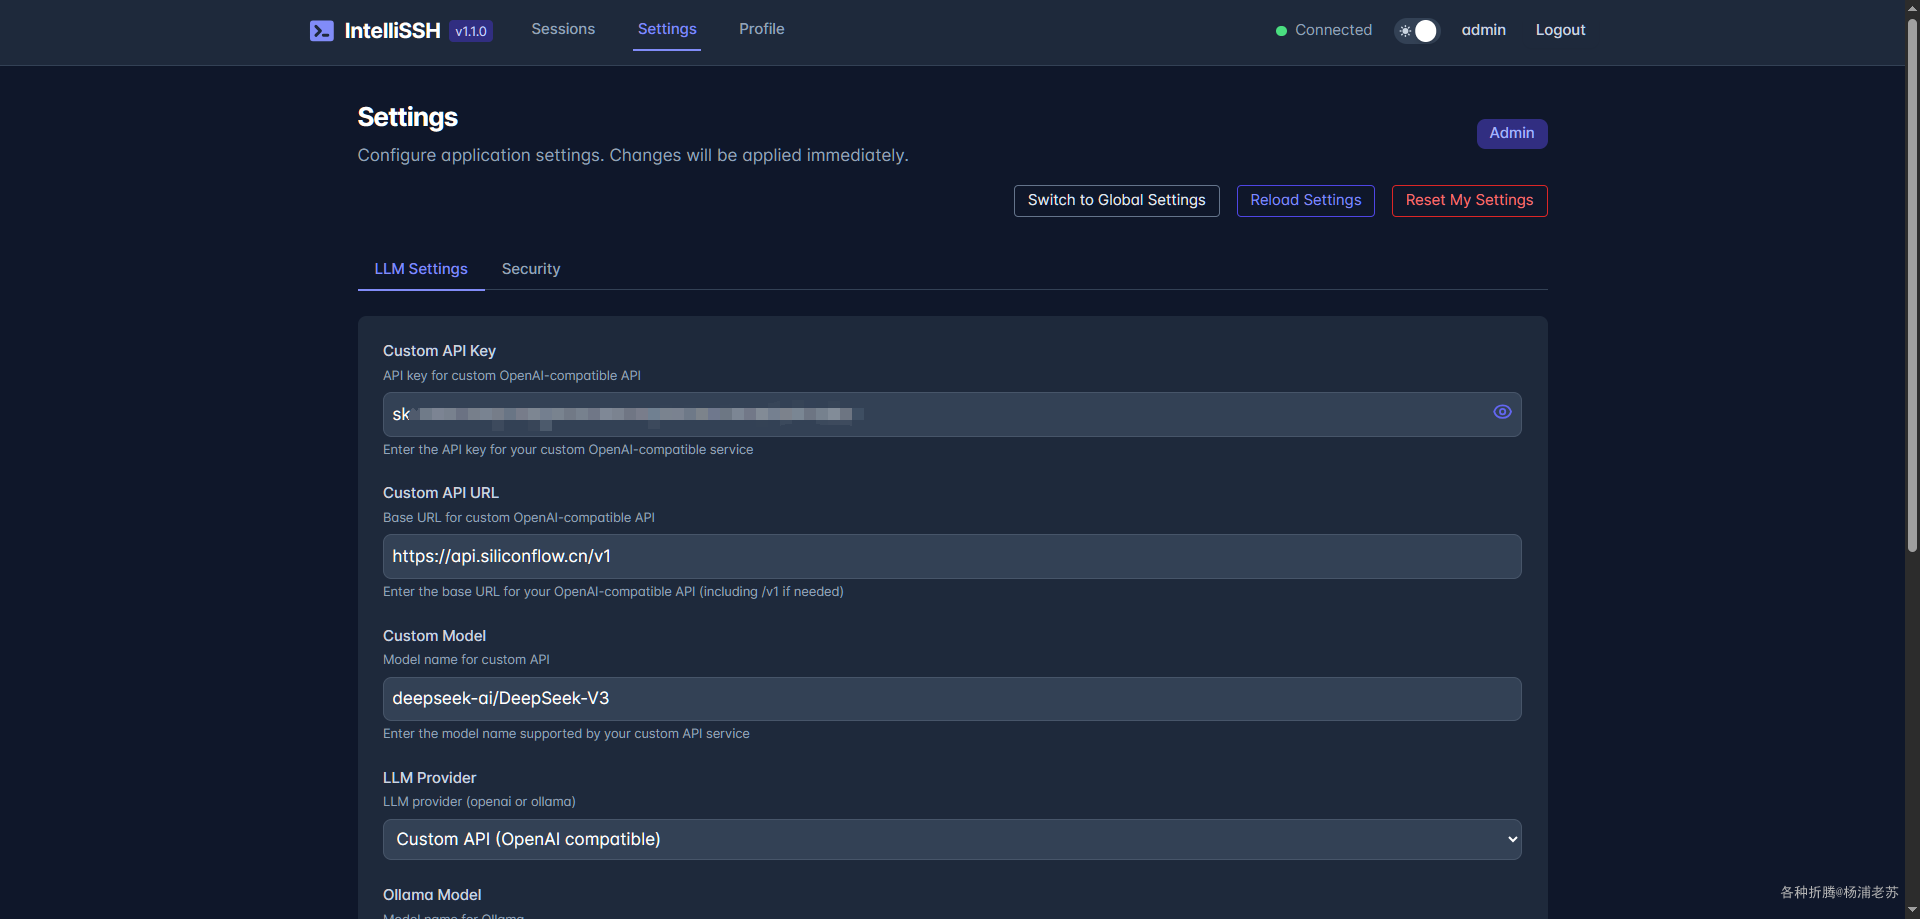 IntelliSSH v1.1.0 Sessions Settings Profile Connected admin Logout
Settings
Admin
Configure application settings. Changes will be applied immediately.
Switch to Global Settings Reload Settings Reset My Settings
LLM Settings Security
Custom API Key
API key for custom OpenAI-compatible API
sk
Enter the API key for your custom OpenAI-compatible service
Custom API URL
Base URL for custom OpenAI-compatible API
https://api.siliconflow.cn/v1
Enter the base URL for your OpenAI-compatible API (including /v1 if needed)
Custom Model
Model name for custom API
deepseek-ai/DeepSeek-V3
Enter the model name supported by your custom API service
LLM Provider
LLM provider (openai or ollama)
Custom API (OpenAI compatible)
Ollama Model
Model name for Ollama
各种折腾@杨浦老苏